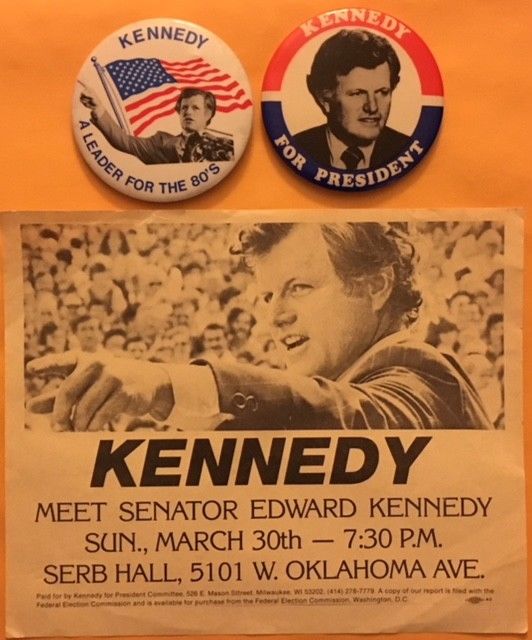 KENNEDY
A LEADER FOR THE 80'S
KENNEDY
FOR PRESIDENT
KENNEDY
MEET SENATOR EDWARD KENNEDY
SUN., MARCH 30th — 7:30 P.M.
SERB HALL, 5101 W. OKLAHOMA AVE.
Paid for by Kennedy for President Committee, 526 E. Mason Street, Milwaukee, WI 53202, (414) 278-7779. A copy of our report is filed with the
Federal Election Commission and is available for purchase from the Federal Election Commission, Washington, D.C.